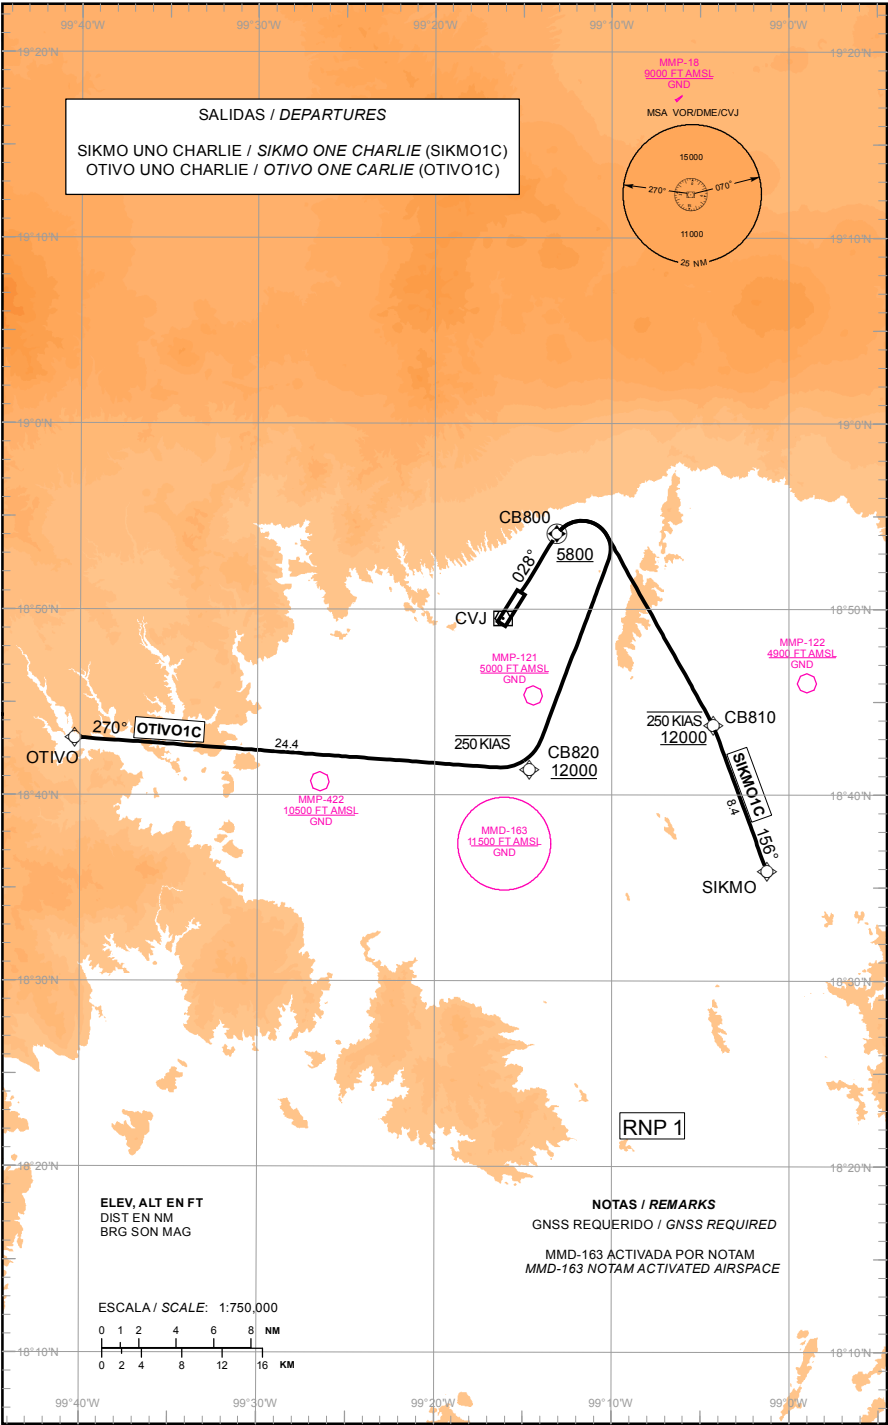 99°40'W
99°30'W
99°20'W
99°10'W
99°0'W
19°20'N
19°20'N
MMP-18
9000 FT AMSL
GND
MSA VOR/DME/CVJ
15000
270°
070°
11000
25 NM
SALIDAS / DEPARTURES
SIKMO UNO CHARLIE / SIKMO ONE CHARLIE (SIKMO1C)
OTIVO UNO CHARLIE / OTIVO ONE CARLIE (OTIVO1C)
19°10'N
19°10'N
19°0'N
19°0'N
CB800
5800
028°
CVJ
18°50'N
18°50'N
MMP-121
5000 FT AMSL
GND
MMP-122
4900 FT AMSL
GND
270°
OTIVO1C
24.4
OTIVO
250 KIAS
CB820
12000
250 KIAS
12000
CB810
SIKMO1C
8.4
156°
SIKMO
18°40'N
18°40'N
MMP-422
10500 FT AMSL
GND
MMD-163
11500 FT AMSL
GND
18°30'N
18°30'N
RNP 1
18°20'N
18°20'N
ELEV, ALT EN FT
DIST EN NM
BRG SON MAG
NOTAS / REMARKS
GNSS REQUERIDO / GNSS REQUIRED
MMD-163 ACTIVADA POR NOTAM
MMD-163 NOTAM ACTIVATED AIRSPACE
ESCALA / SCALE: 1:750,000
0 1 2 4 6 8 NM
0 2 4 8 12 16 KM
18°10'N
18°10'N
99°40'W
99°30'W
99°20'W
99°10'W
99°0'W